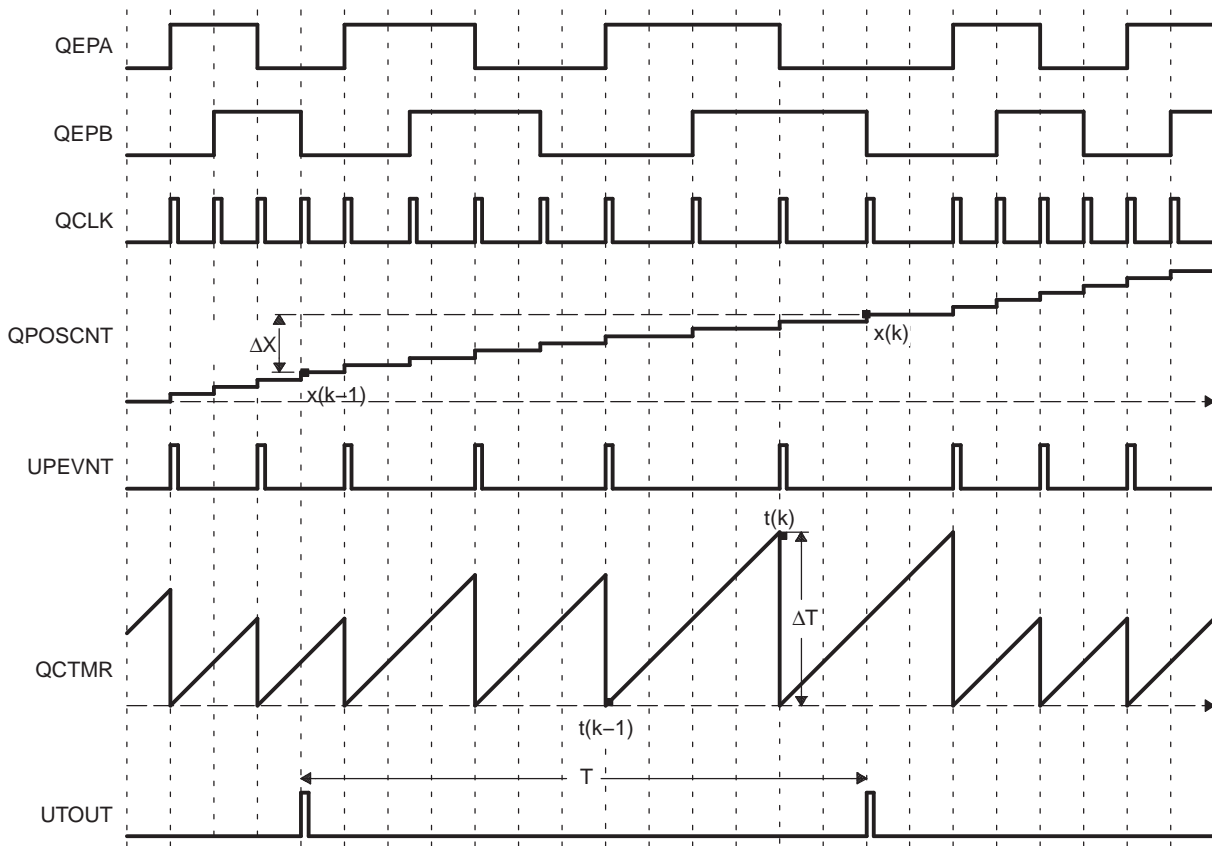 QEPA
QEPB
QCLK
QPOSCNT
ΔX
x(k)
x(k−1)
UPEVNT
t(k)
ΔT
QCTMR
t(k−1)
T
UTOUT